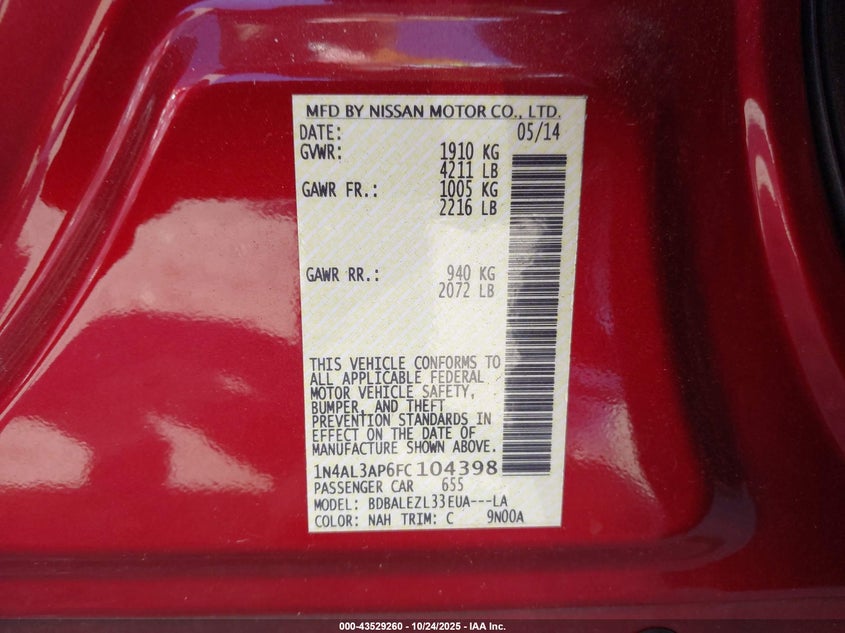 MFD BY NISSAN MOTOR CO., LTD.
DATE: 05/14
GVWR: 1910 KG
4211 LB
GAWR FR.: 1005 KG
2216 LB
GAWR RR.: 940 KG
2072 LB
THIS VEHICLE CONFORMS TO
ALL APPLICABLE FEDERAL
MOTOR VEHICLE SAFETY,
BUMPER, AND THEFT
PREVENTION STANDARDS IN
EFFECT ON THE DATE OF
MANUFACTURE SHOWN ABOVE.
1N4AL3AP6FC104398
PASSENGER CAR 655
MODEL: BDBALEZL33EUA---LA
COLOR: NAH TRIM: C 9N00A
000-43529260 - 10/24/2025 - IAA Inc.